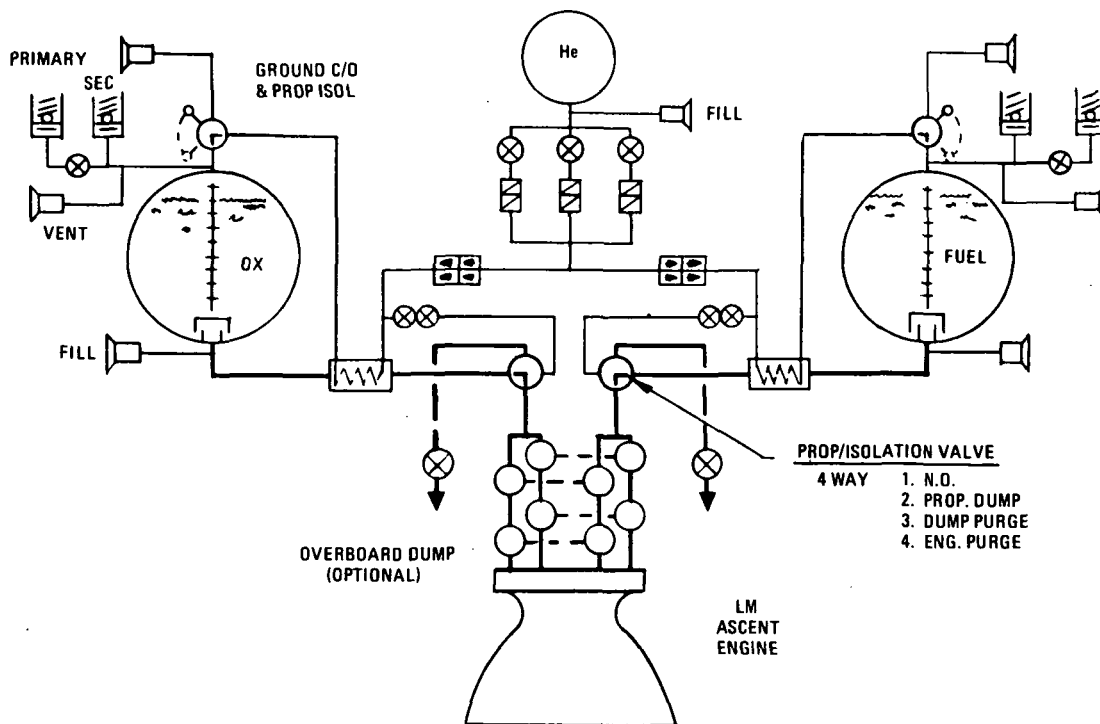 PRIMARY
SEC
GROUND C/O
& PROP ISOL
He
FILL
VENT
OX
FUEL
FILL
PROP/ISOLATION VALVE
4 WAY 1. N.O.
2. PROP. DUMP
3. DUMP PURGE
4. ENG. PURGE
OVERBOARD DUMP
(OPTIONAL)
LM
ASCENT
ENGINE